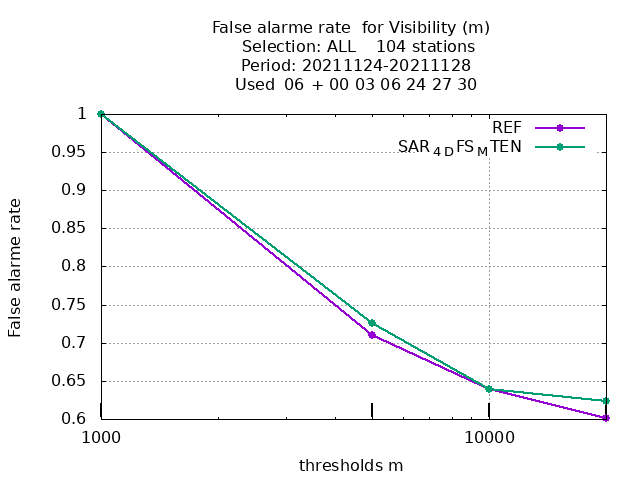 False alarme rate  for Visibility (m)
Selection: ALL    104 stations
Period: 20211124-20211128
Used  06  + 00 03 06 24 27 30
REF
SAR4DFSMTEN
1
0.95
0.9
0.85
0.8
0.75
0.7
0.65
0.6
False alarme rate
1000
10000
thresholds m